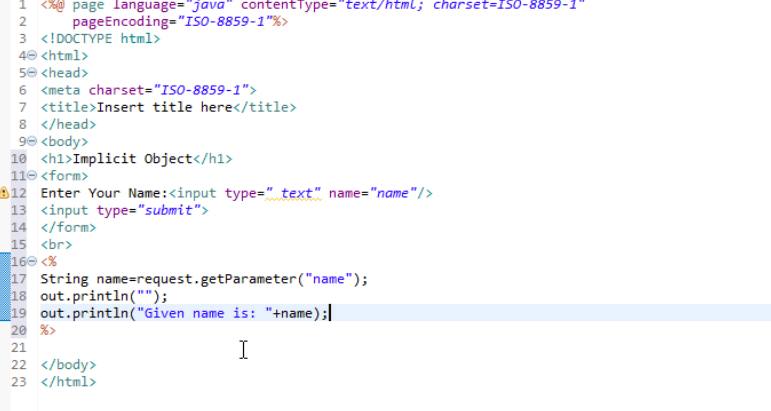 1 <%@ page language="java" contentType="text/html; charset=ISO-8859-1"
2     pageEncoding="ISO-8859-1"%>
3 <!DOCTYPE html>
4 <html>
5 <head>
6 <meta charset="ISO-8859-1">
7 <title>Insert title here</title>
8 </head>
9 <body>
10 <h1>Implicit Object</h1>
11 <form>
12 Enter Your Name:<input type=" text" name="name"/>
13 <input type="submit">
14 </form>
15 <br>
16 <%
17 String name=request.getParameter("name");
18 out.println("");
19 out.println("Given name is: "+name);
20 %>
21
22 </body>
23 </html>